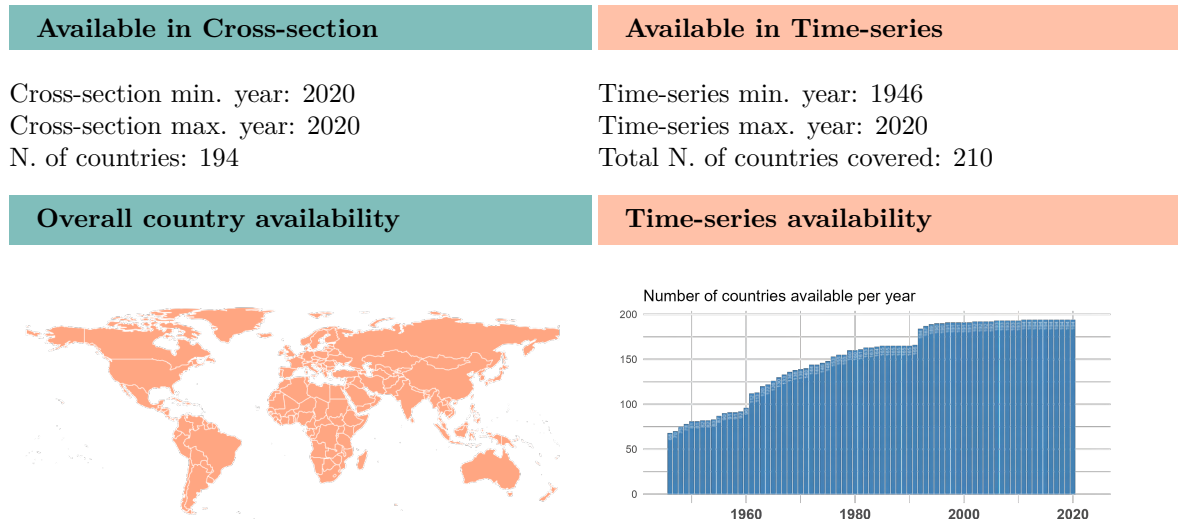 Available in Cross-section
Available in Time-series
Cross-section min. year: 2020
Cross-section max. year: 2020
N. of countries: 194
Time-series min. year: 1946
Time-series max. year: 2020
Total N. of countries covered: 210
Overall country availability
Time-series availability
Number of countries available per year
200
150
100
50
0
1960 1980 2000 2020